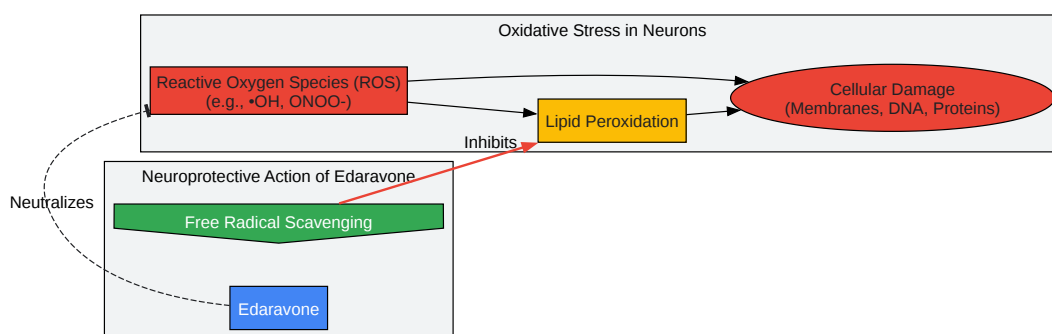 Oxidative Stress in Neurons
Reactive Oxygen Species (ROS)
(e.g., •OH, ONOO-)
Cellular Damage
(Membranes, DNA, Proteins)
Lipid Peroxidation
Inhibits
Neuroprotective Action of Edaravone
Neutralizes
Free Radical Scavenging
Edaravone